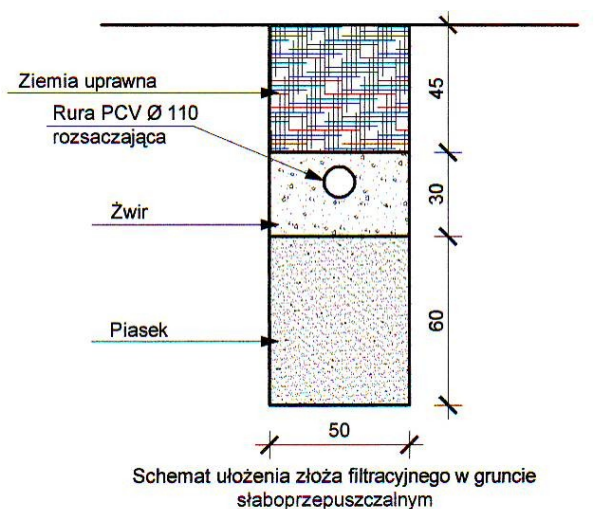 Ziemia uprawna
Rura PCV Ø 110
rozsaczająca
Żwir
Piasek
45
30
60
50
Schemat ułożenia złoża filtracyjnego w gruncie
słaboprzepuszczalnym